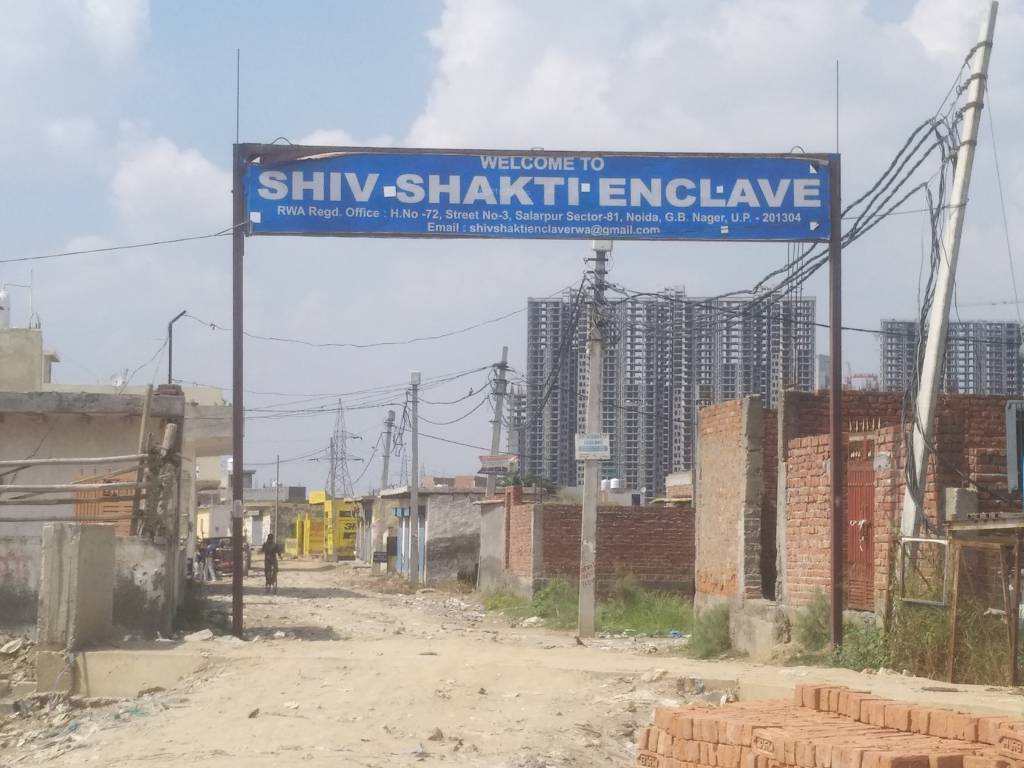 WELCOME TO
SHIV SHAKTI ENCLAVE
RWA Regd. Office : H.No -72, Street No-3, Salarpur Sector-81, Noida, G.B. Nager, U.P. - 201304
Email : shivshaktienclaverwa@gmail.com